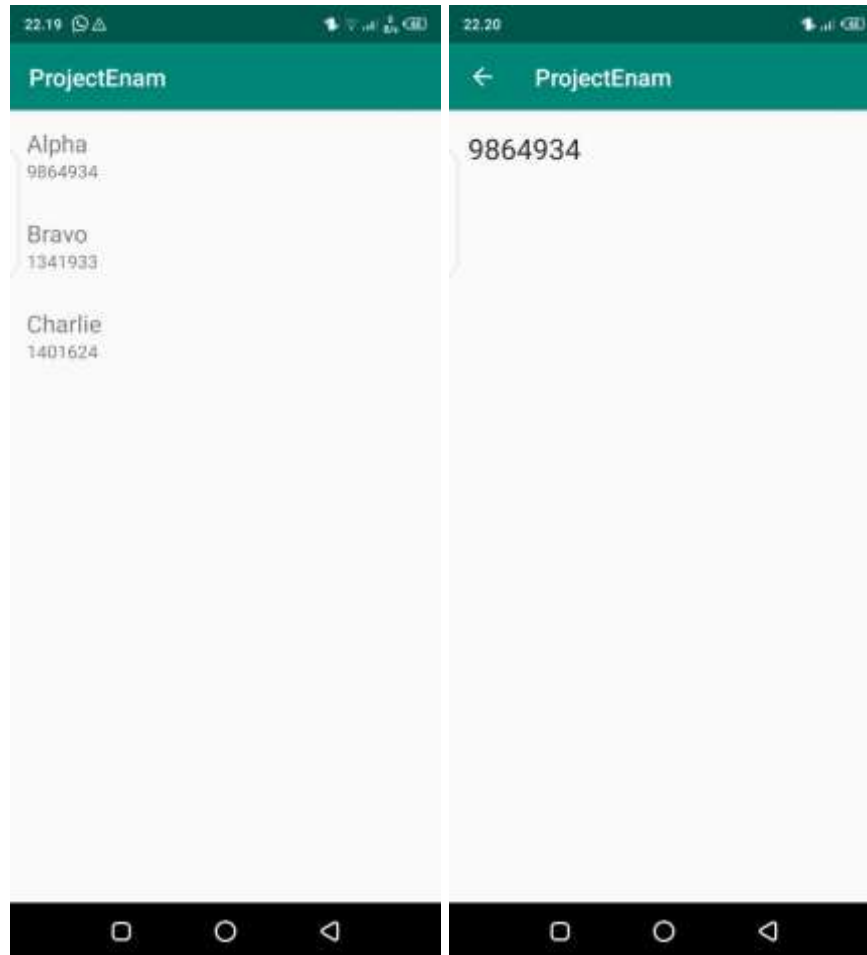 22.19
ProjectEnam
Alpha
9864934
Bravo
1341933
Charlie
1401624
22.20
ProjectEnam
9864934